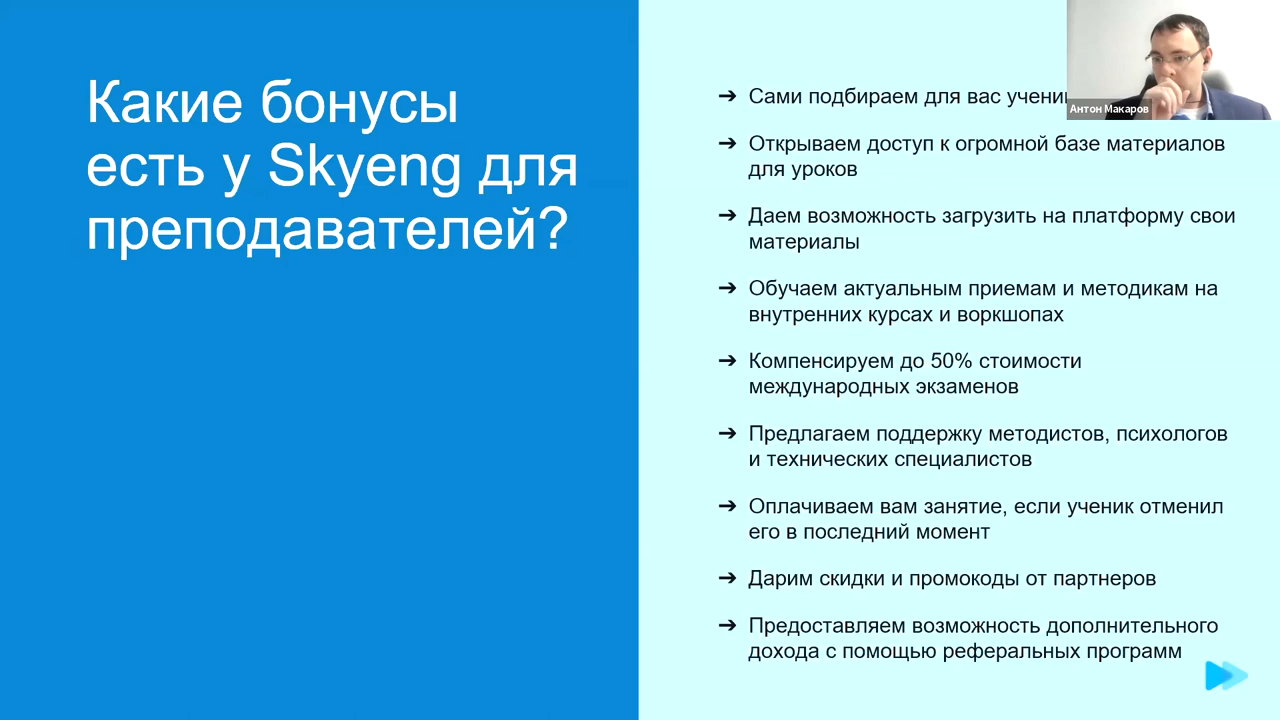 Какие бонусы
есть у Skyeng для
преподавателей?
➔ Сами подбираем для вас
Антон Макаров
➔ Открываем доступ к огромной базе материалов
для уроков
➔ Даем возможность загрузить на платформу свои
материалы
➔ Обучаем актуальным приемам и методикам на
внутренних курсах и воркшопах
➔ Компенсируем до 50% стоимости
международных экзаменов
➔ Предлагаем поддержку методистов, психологов
и технических специалистов
➔ Оплачиваем вам занятие, если ученик отменил
его в последний момент
➔ Дарим скидки и промокоды от партнеров
➔ Предоставляем возможность дополнительного
дохода с помощью реферальных программ